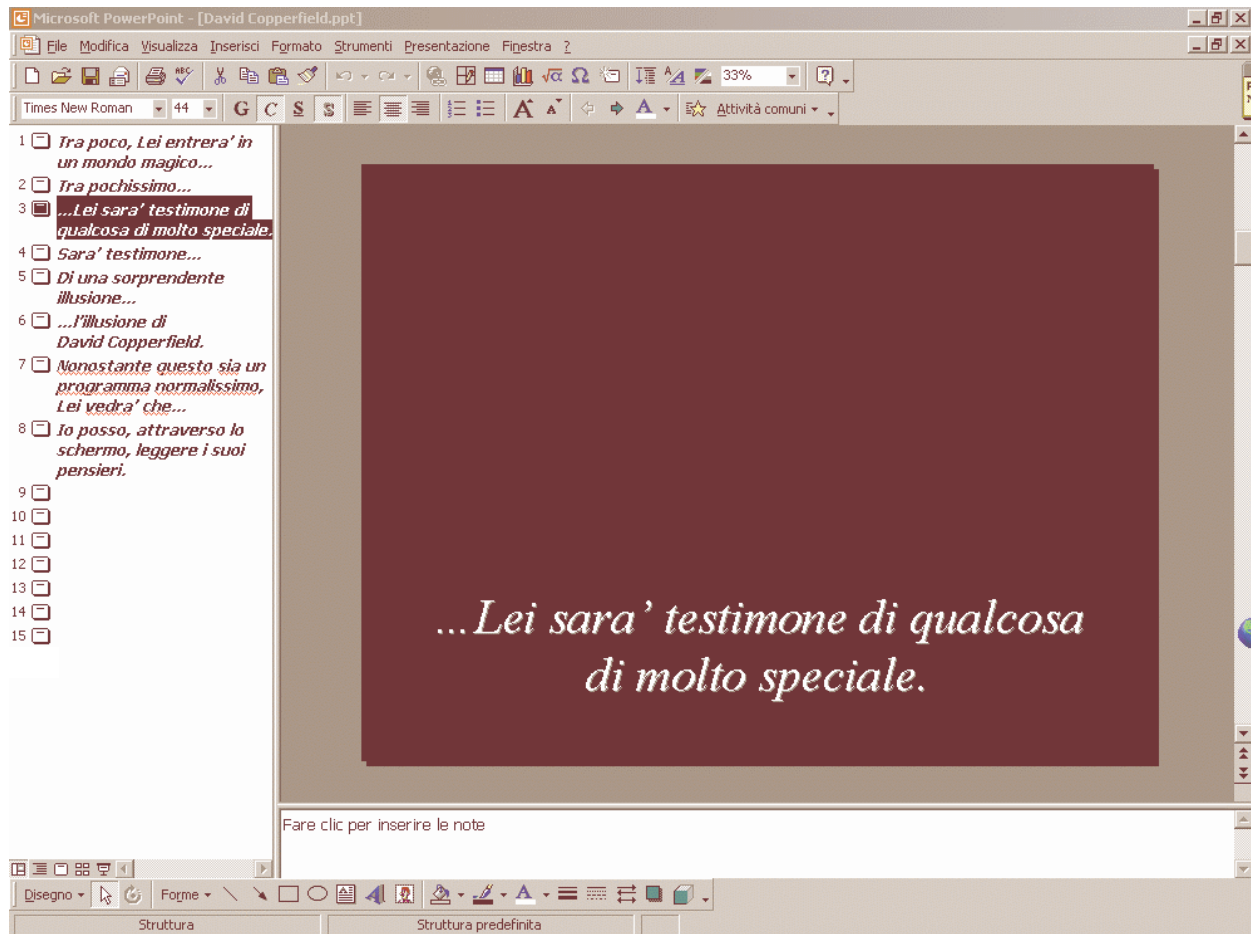 Microsoft PowerPoint - [David Copperfield.ppt]
File Modifica Visualizza Inserisci Formato Strumenti Presentazione Finestra ?
33%
Times New Roman 44 G C S S Attività comuni
1 Tra poco, Lei entrera' in
un mondo magico...
2 Tra pochissimo...
3 ...Lei sara' testimone di
qualcosa di molto speciale.
4 Sara' testimone...
5 Di una sorprendente
illusione...
6 ...l'illusione di
David Copperfield.
7 Nonostante questo sia un
programma normalissimo,
Lei vedra' che...
8 Io posso, attraverso lo
schermo, leggere i suoi
pensieri.
9
10
11
12
13
14
15
...Lei sara' testimone di qualcosa
di molto speciale.
Fare clic per inserire le note
Disegno Forme
Struttura Struttura predefinita